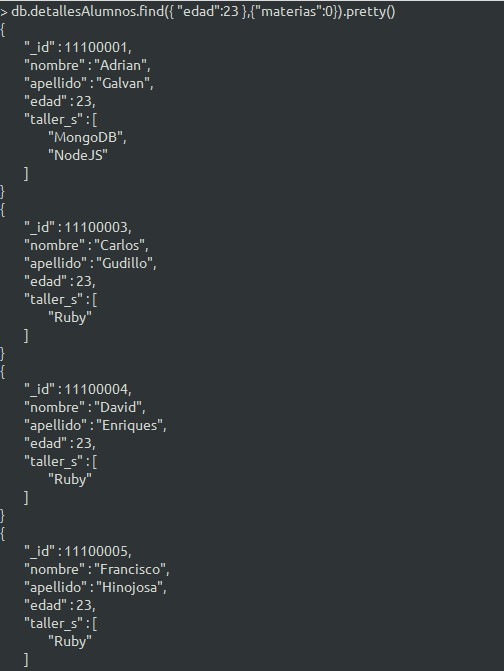 > db.detallesAlumnos.find({ "edad":23 },{"materias":0}).pretty()
{
"_id" : 11100001,
"nombre" : "Adrian",
"apellido" : "Galvan",
"edad" : 23,
"taller_s" : [
"MongoDB",
"NodeJS"
]
}
{
"_id" : 11100003,
"nombre" : "Carlos",
"apellido" : "Gudillo",
"edad" : 23,
"taller_s" : [
"Ruby"
]
}
{
"_id" : 11100004,
"nombre" : "David",
"apellido" : "Enriques",
"edad" : 23,
"taller_s" : [
"Ruby"
]
}
{
"_id" : 11100005,
"nombre" : "Francisco",
"apellido" : "Hinojosa",
"edad" : 23,
"taller_s" : [
"Ruby"
]